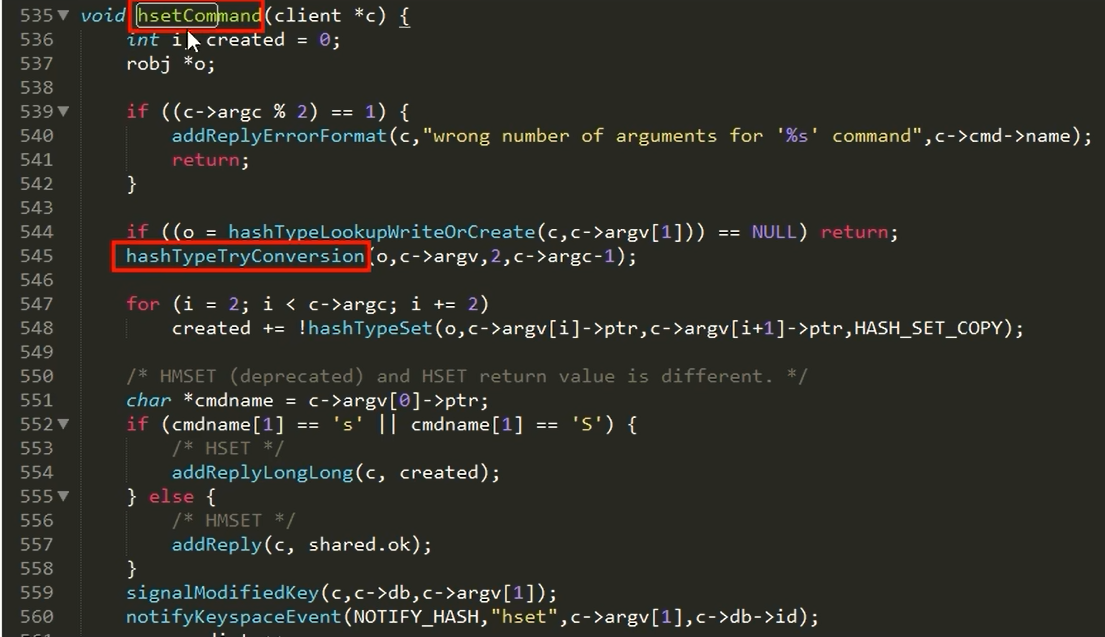 535 void hsetCommand(client *c) {
536 int i, created = 0;
537 robj *o;
538
539 if ((c->argc % 2) == 1) {
540 addReplyErrorFormat(c,"wrong number of arguments for '%s' command",c->cmd->name);
541 return;
542 }
543
544 if ((o = hashTypeLookupWriteOrCreate(c,c->argv[1])) == NULL) return;
545 hashTypeTryConversion(o,c->argv,2,c->argc-1);
546
547 for (i = 2; i < c->argc; i += 2)
548 created += !hashTypeSet(o,c->argv[i]->ptr,c->argv[i+1]->ptr,HASH_SET_COPY);
549
550 /* HMSET (deprecated) and HSET return value is different. */
551 char *cmdname = c->argv[0]->ptr;
552 if (cmdname[1] == 's' || cmdname[1] == 'S') {
553 /* HSET */
554 addReplyLongLong(c, created);
555 } else {
556 /* HMSET */
557 addReply(c, shared.ok);
558 }
559 signalModifiedKey(c,c->db,c->argv[1]);
560 notifyKeyspaceEvent(NOTIFY_HASH,"hset",c->argv[1],c->db->id);